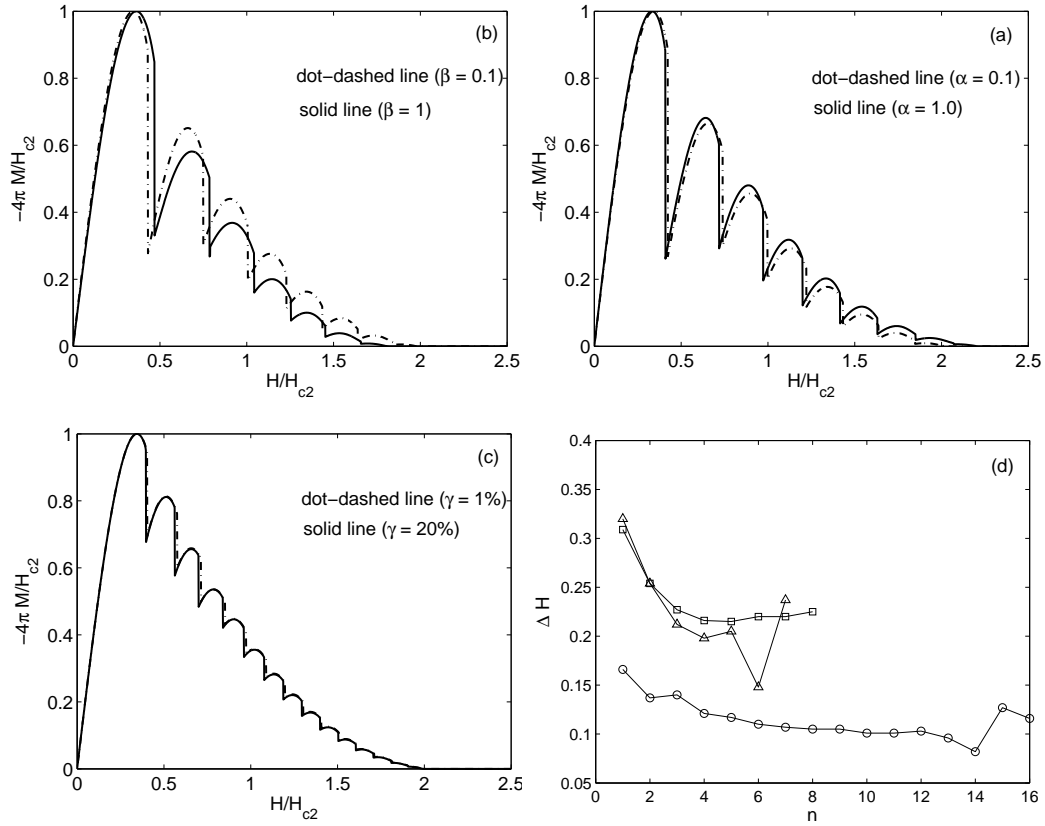 (b)
dot−dashed line (β = 0.1)
solid line (β = 1)
−4π M/H_c2
1
0.8
0.6
0.4
0.2
0
0 0.5 1 1.5 2 2.5
H/H_c2
(a)
dot−dashed line (α = 0.1)
solid line (α = 1.0)
−4π M/H_c2
1
0.8
0.6
0.4
0.2
0
0 0.5 1 1.5 2 2.5
H/H_c2
(c)
dot−dashed line (γ = 1%)
solid line (γ = 20%)
−4π M/H_c2
1
0.8
0.6
0.4
0.2
0
0 0.5 1 1.5 2 2.5
H/H_c2
(d)
Δ H
0.4
0.35
0.3
0.25
0.2
0.15
0.1
0.05
0 2 4 6 8 10 12 14 16
n